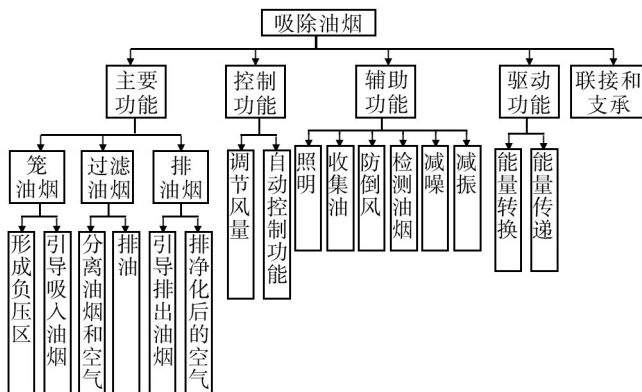 吸除油烟
主要
功能
控制
功能
辅助
功能
驱动
功能
联接和
支承
笼
油烟
过滤
油烟
排
油烟
调节风量
自动控制功能
照明
收集油
防倒风
检测油烟
减噪
减振
能量转换
能量传递
形成负压区
引导吸入油烟
分离油烟和空气
排油
引导排出油烟
排净化后的空气